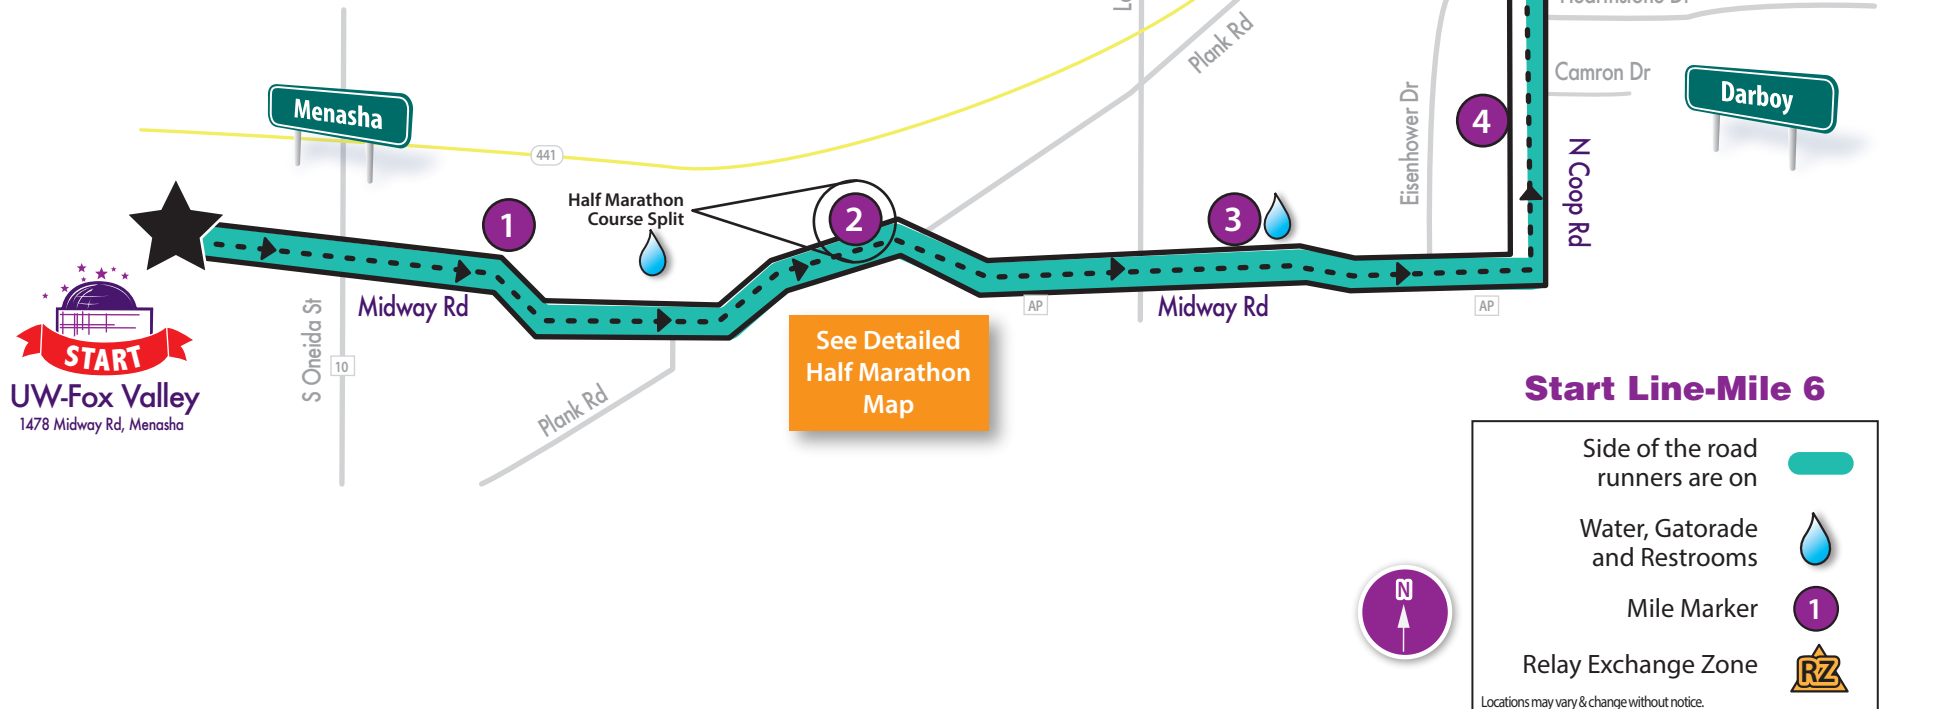 Plank Rd
Camron Dr
Menasha
Darboy
Eisenhower Dr
4
441
N Coop Rd
Half Marathon
Course Split
1
2
3
START
UW-Fox Valley
1478 Midway Rd, Menasha
S Oneida St
10
Midway Rd
Plank Rd
See Detailed
Half Marathon
Map
AP
Midway Rd
AP
Start Line-Mile 6
Side of the road
runners are on
Water, Gatorade
and Restrooms
Mile Marker
1
Relay Exchange Zone
RZ
Locations may vary & change without notice.
N